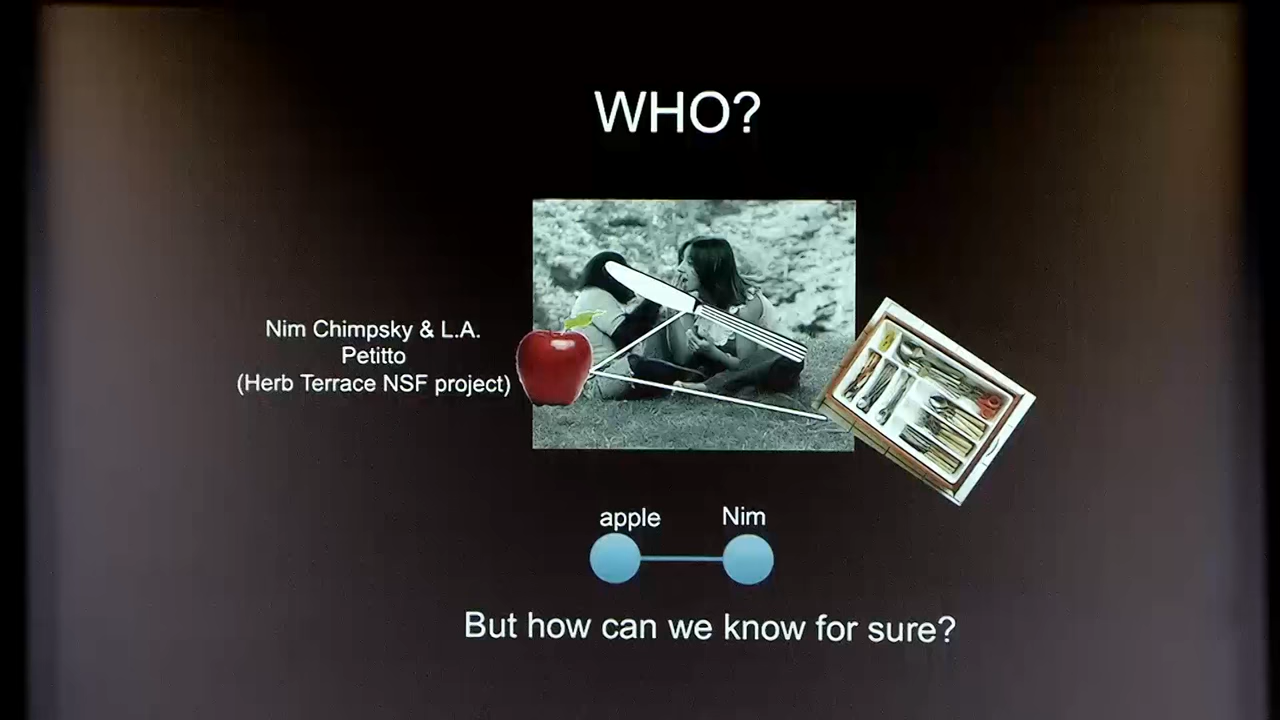 WHO?
Nim Chimpsky & L.A.
Petitto
(Herb Terrace NSF project)
apple Nim
But how can we know for sure?